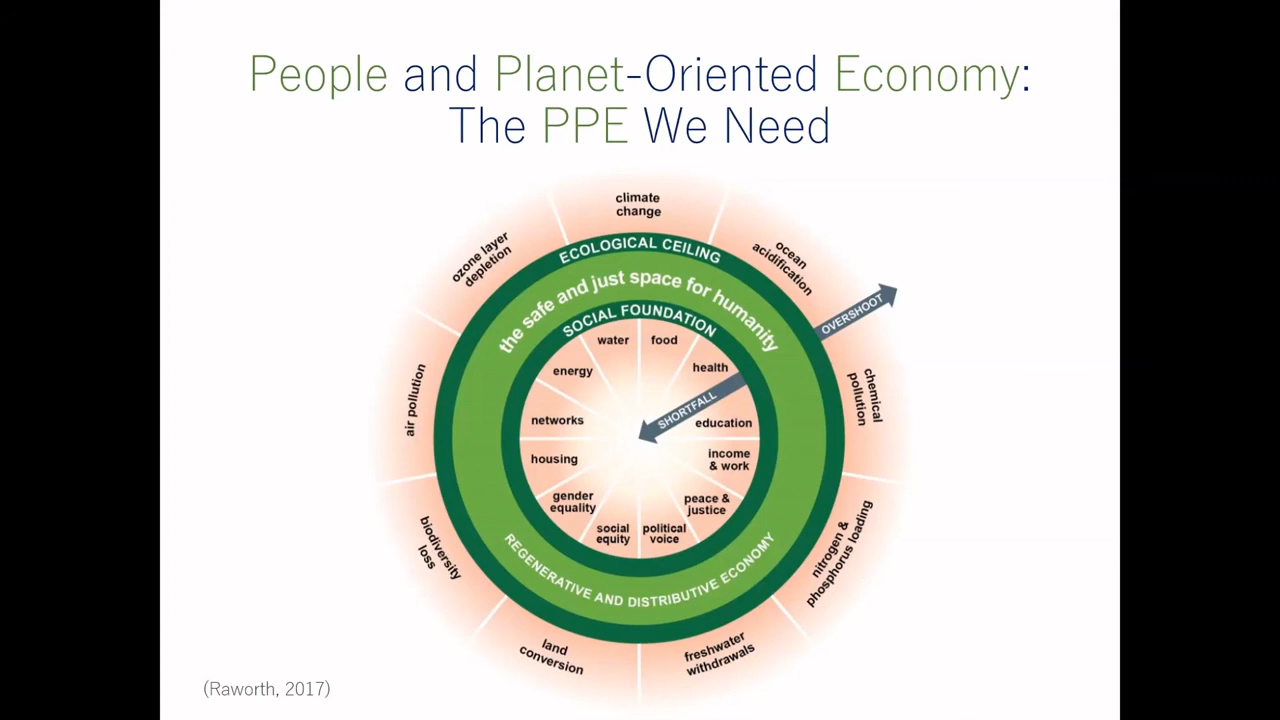 People and Planet-Oriented Economy:
The PPE We Need
climate
change
ozone layer
depletion
ocean
acidification
ECOLOGICAL CEILING
the safe and just space for humanity
OVERSHOOT
SOCIAL FOUNDATION
water
food
energy
health
SHORTFALL
networks
education
housing
income
& work
gender
equality
peace &
justice
social
equity
political
voice
air pollution
chemical
pollution
REGENERATIVE AND DISTRIBUTIVE ECONOMY
biodiversity
loss
nitrogen &
phosphorus loading
land
conversion
freshwater
withdrawals
(Raworth, 2017)